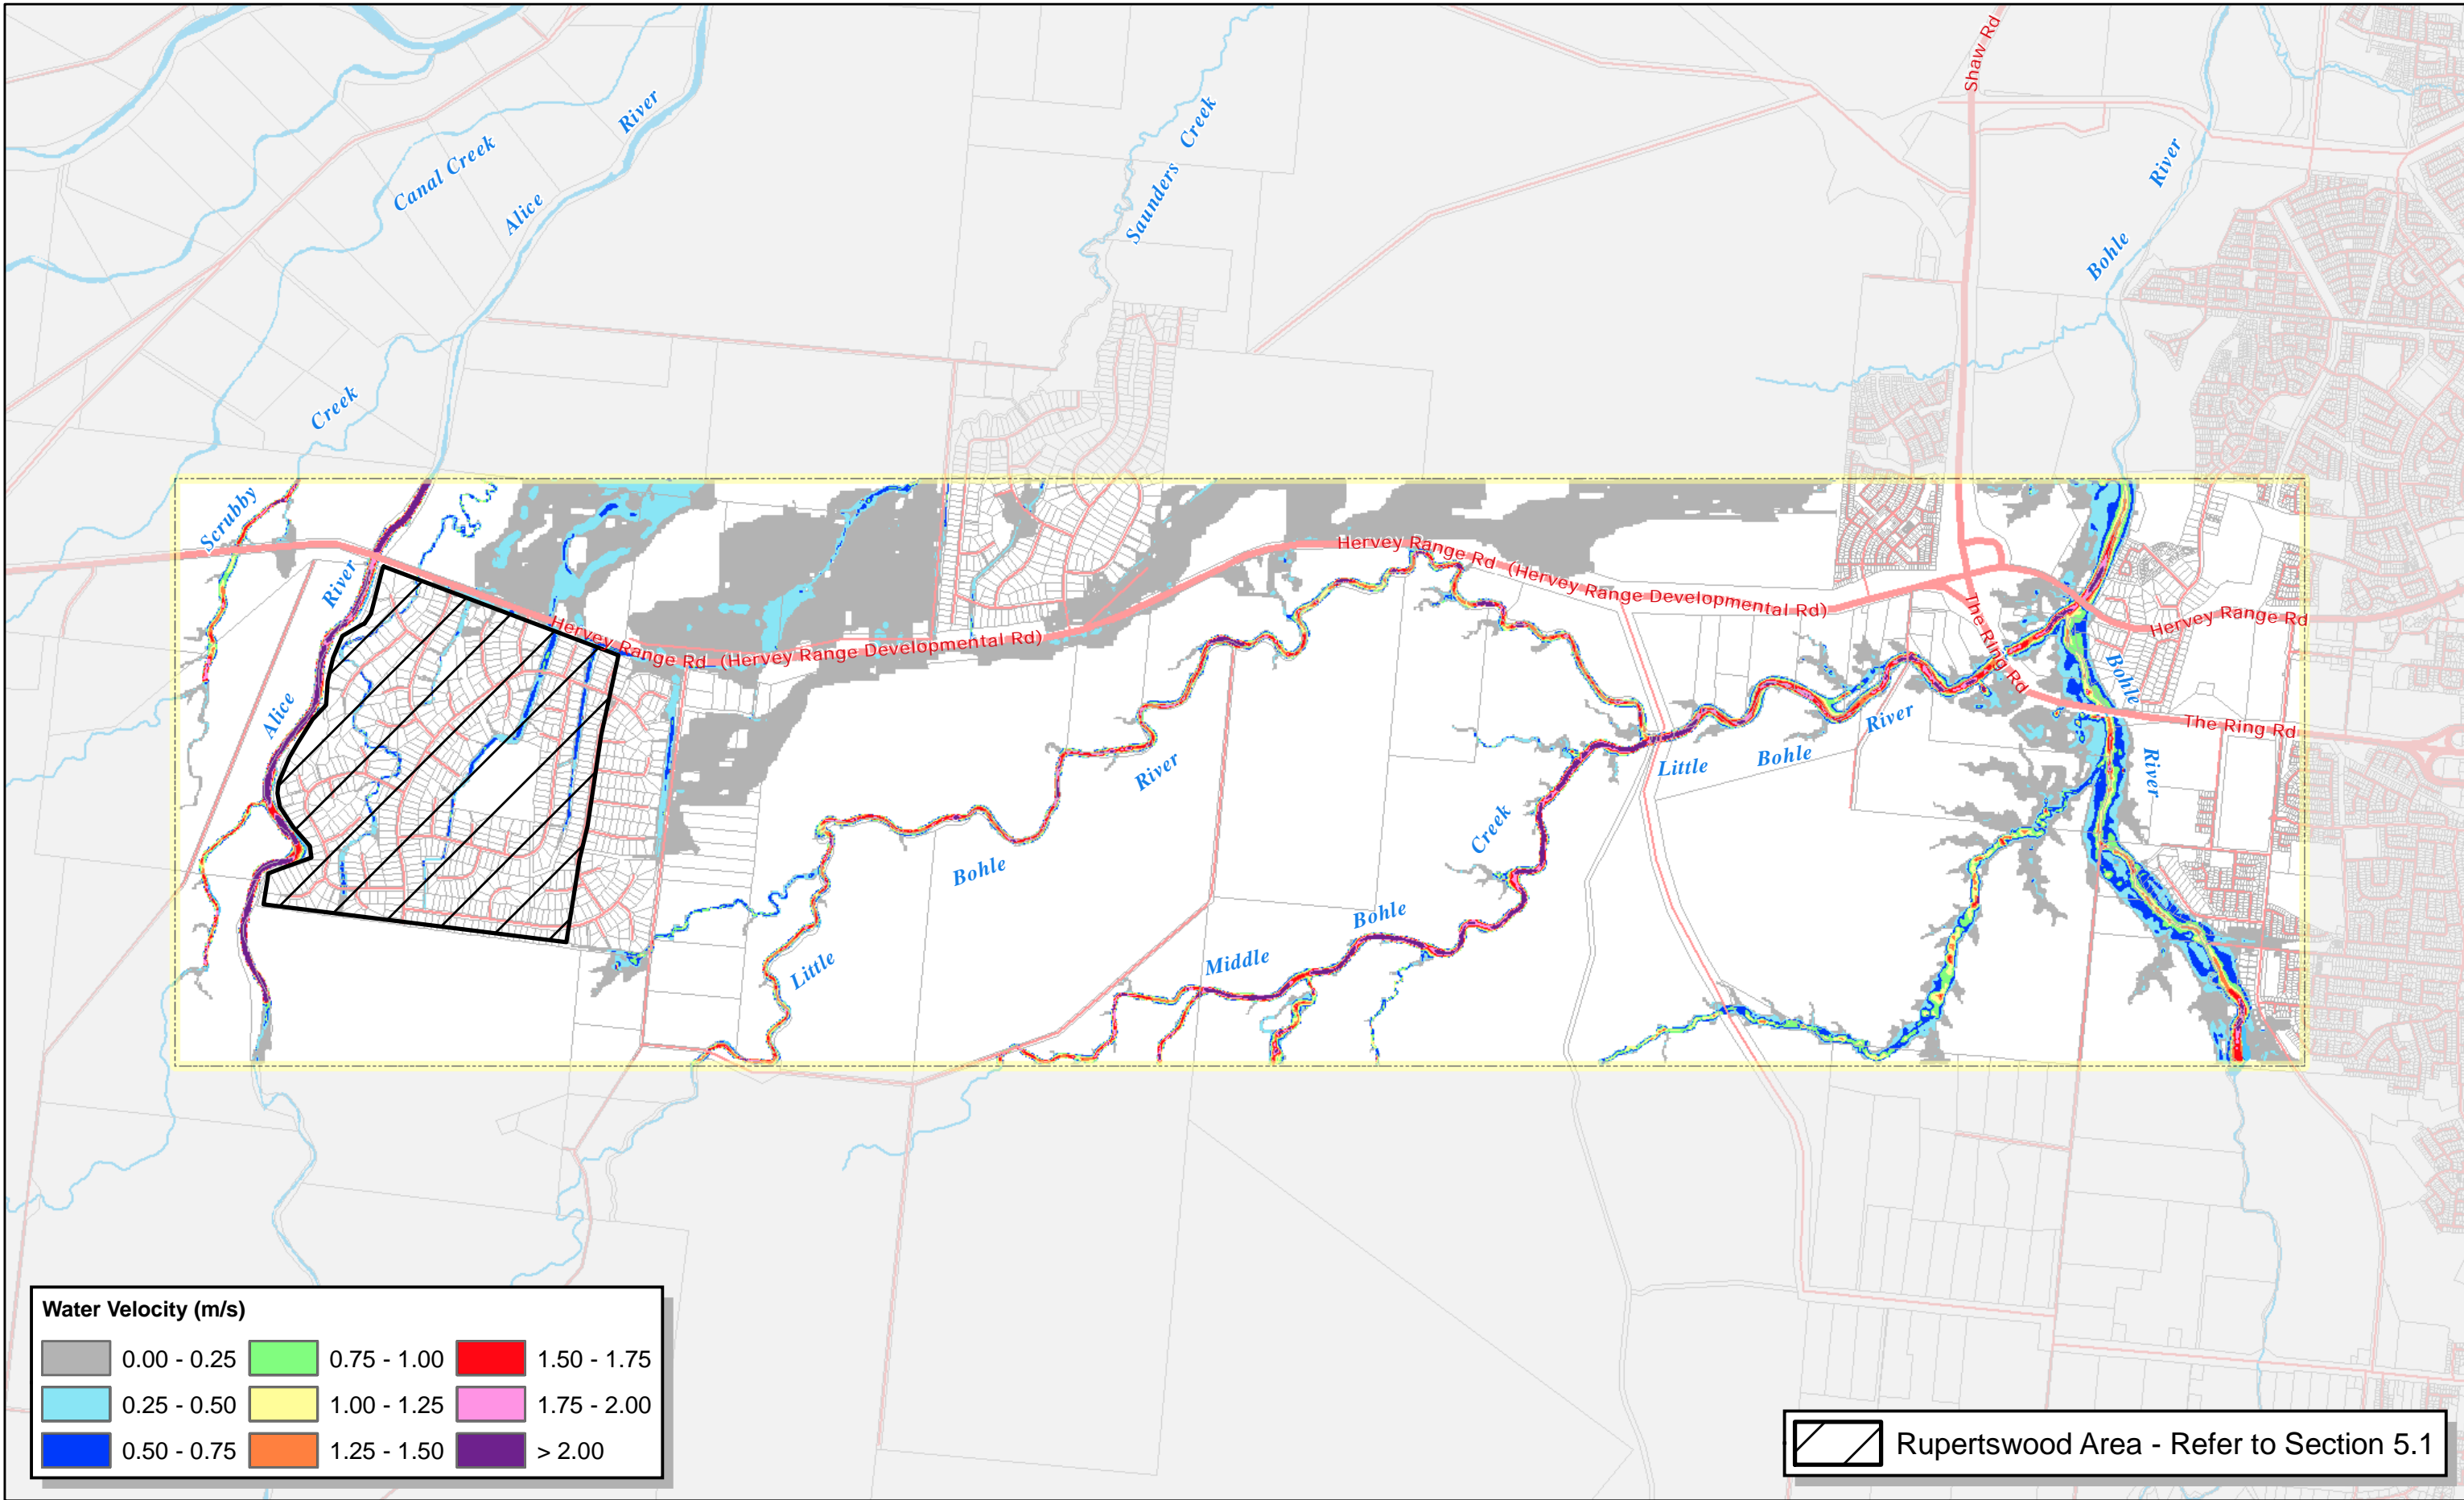 Shaw Rd
River
Canal Creek
Alice
Saunders Creek
River
Bohle
Creek
Scrubby
River
Alice
Hervey Range Rd (Hervey Range Developmental Rd)
Hervey Range Rd (Hervey Range Developmental Rd)
The Ring Rd
Hervey Range Rd
Bohle
River
The Ring Rd
River
Little Bohle River
Bohle
Little
Creek
Bohle
Middle
Water Velocity (m/s)
0.00 - 0.25 0.75 - 1.00 1.50 - 1.75
0.25 - 0.50 1.00 - 1.25 1.75 - 2.00
0.50 - 0.75 1.25 - 1.50 > 2.00
Rupertswood Area - Refer to Section 5.1